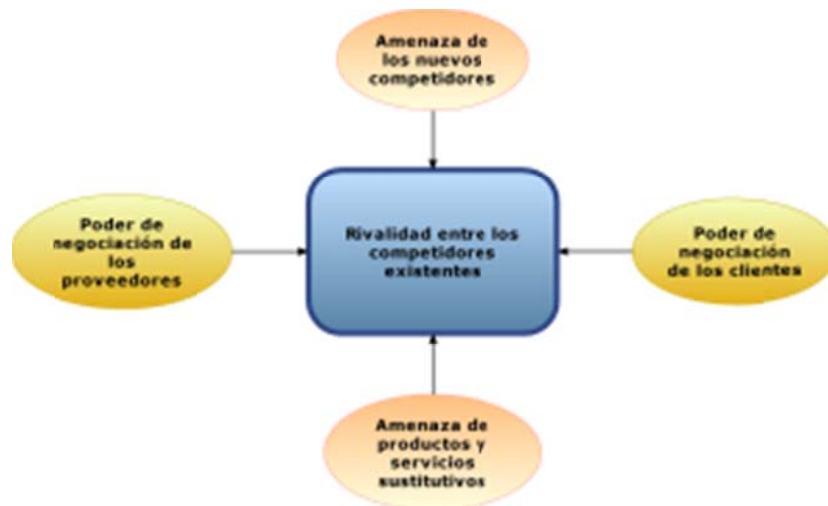 Amenaza de
los nuevos
competidores
Poder de
negociación de
los
proveedores
Rivalidad entre los
competidores
existentes
Poder de
negociación
de los clientes
Amenaza de
productos y
servicios
sustitutivos